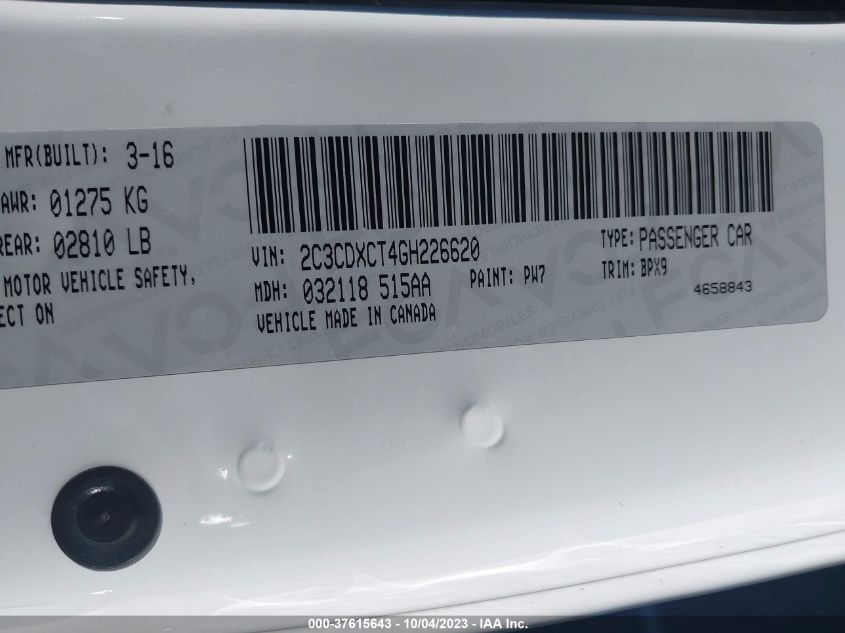 MFR(BUILT): 3-16
AWR: 01275 KG
REAR: 02810 LB
MOTOR VEHICLE SAFETY,
ECT ON
VIN: 2C3CDXCT4GH226620
TYPE: PASSENGER CAR
MDH: 032118 515AA
PAINT: PW7
TRIM: BPX9
VEHICLE MADE IN CANADA
4658843
000-37615643 - 10/04/2023 - IAA Inc.